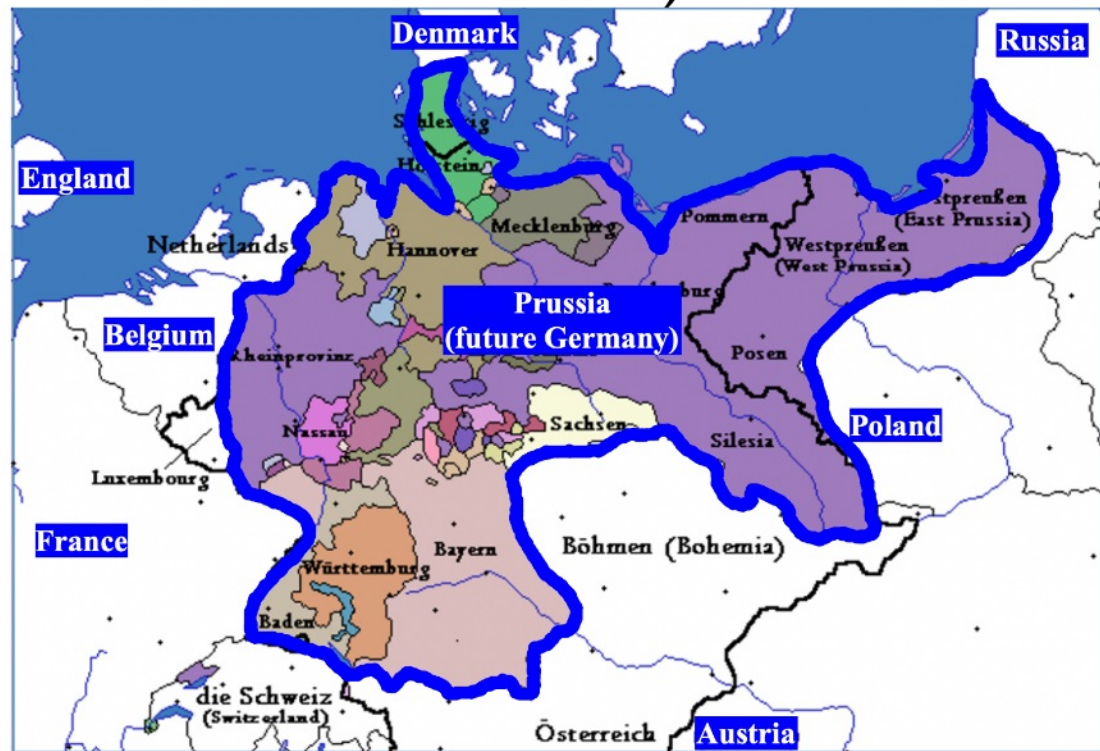 Denmark
Russia
Schleswig
Holstein
England
Mecklenburg
Pommern
stpreußen
(East Prussia)
Netherlands
Hannover
Westpreußen
(West Prussia)
Prussia
(future Germany)
Belgium
Rheinprovinz
Posen
Nassau
Sachsen
Silesia
Poland
Luxembourg
France
Böhmen (Bohemia)
Bayern
Württemburg
Baden
die Schweiz
(Switzerland)
Österreich
Austria